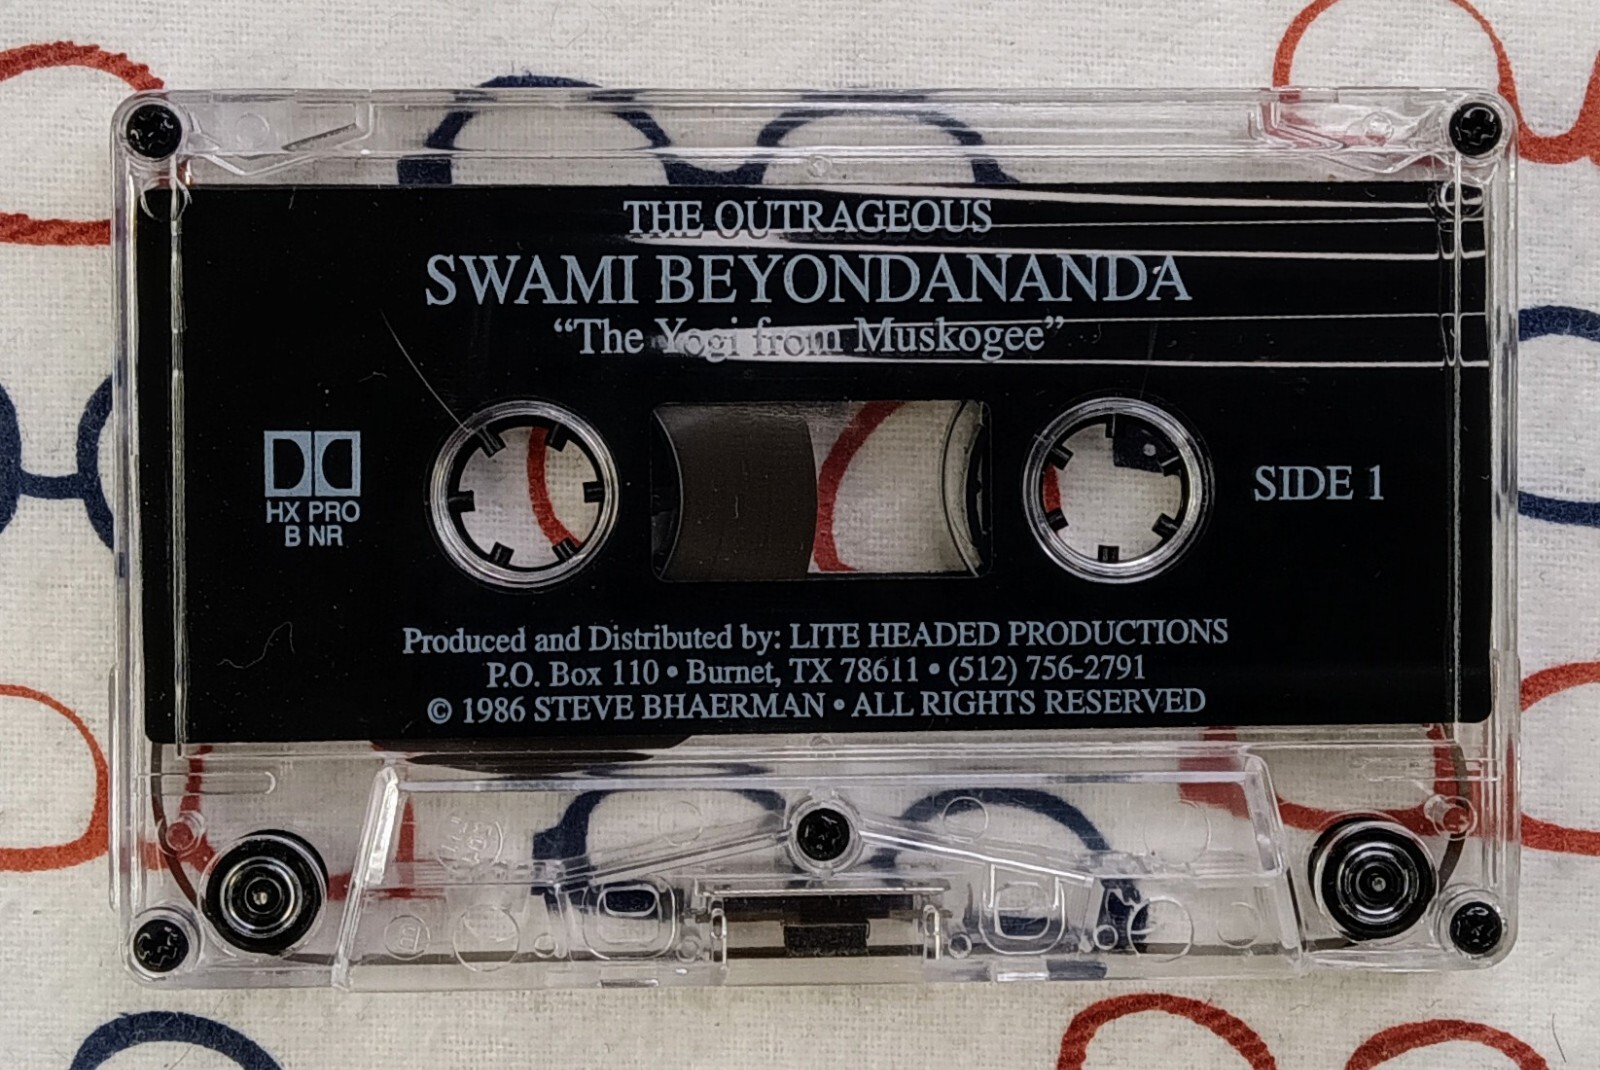 THE OUTRAGEOUS
SWAMI BEYONDANANDA
“The Yogi from Muskogee”
HX PRO
B NR
SIDE 1
Produced and Distributed by: LITE HEADED PRODUCTIONS
P.O. Box 110 • Burnet, TX 78611 • (512) 756-2791
© 1986 STEVE BHAERMAN • ALL RIGHTS RESERVED